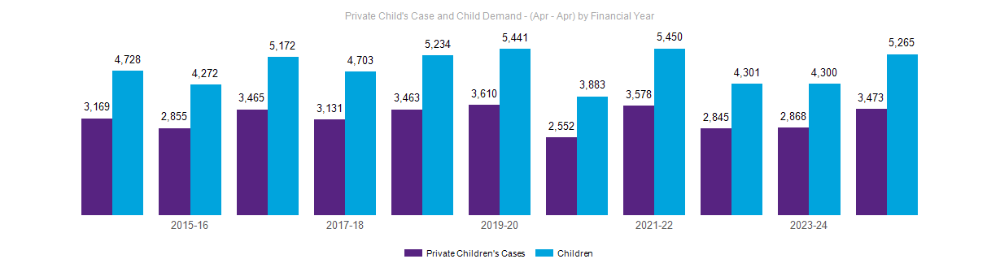 Private Child's Case and Child Demand - (Apr - Apr) by Financial Year
3,169 4,728 2,855 4,272 3,465 5,172 3,131 4,703 3,463 5,234 3,610 5,441 2,552 3,883 3,578 5,450 2,845 4,301 2,868 4,300 3,473 5,265
2015-16 2017-18 2019-20 2021-22 2023-24
Private Children's Cases Children